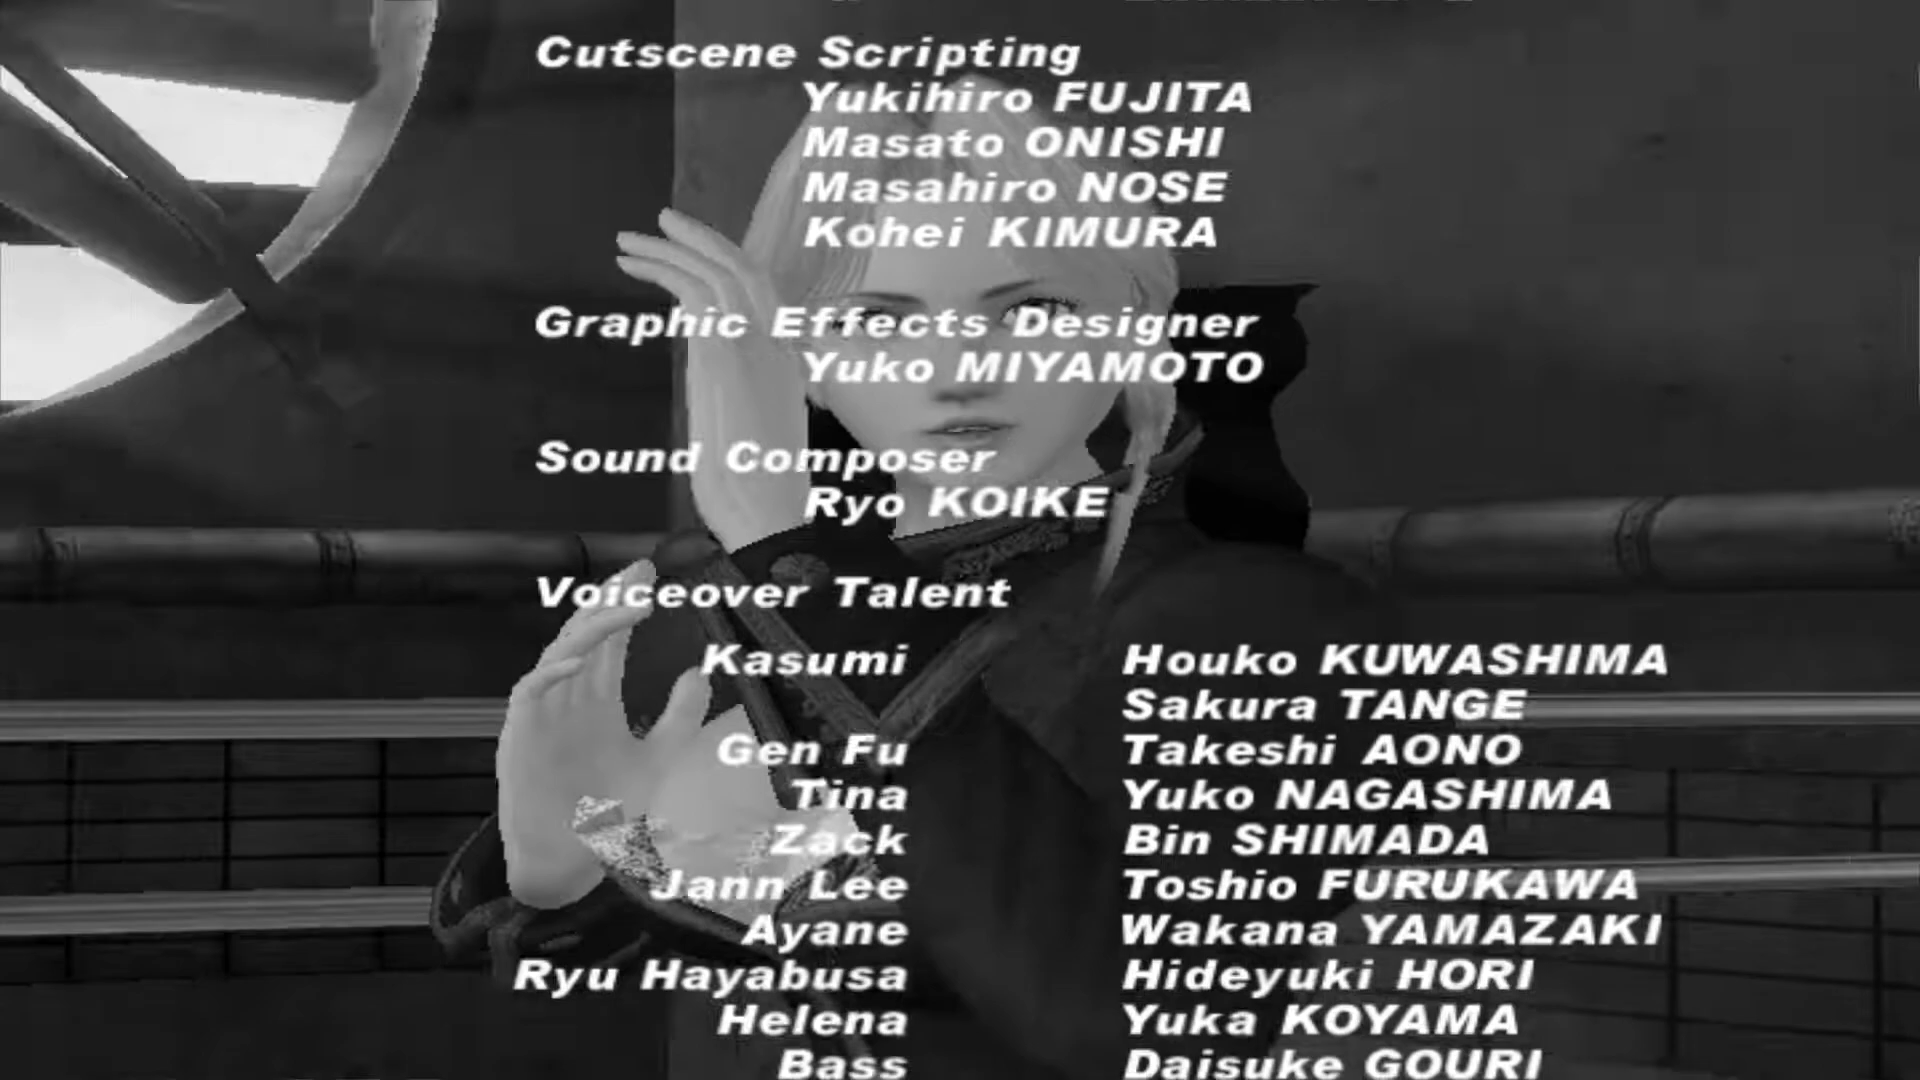 Cutscene Scripting
Yukihiro FUJITA
Masato ONISHI
Masahiro NOSE
Kohei KIMURA
Graphic Effects Designer
Yuko MIYAMOTO
Sound Composer
Ryo KOIKE
Voiceover Talent
Kasumi Houko KUWASHIMA
Sakura TANGE
Gen Fu Takeshi AONO
Tina Yuko NAGASHIMA
Zack Bin SHIMADA
Jann Lee Toshio FURUKAWA
Ayane Wakana YAMAZAKI
Ryu Hayabusa Hideyuki HORI
Helena Yuka KOYAMA
Bass Daisuke GOURI